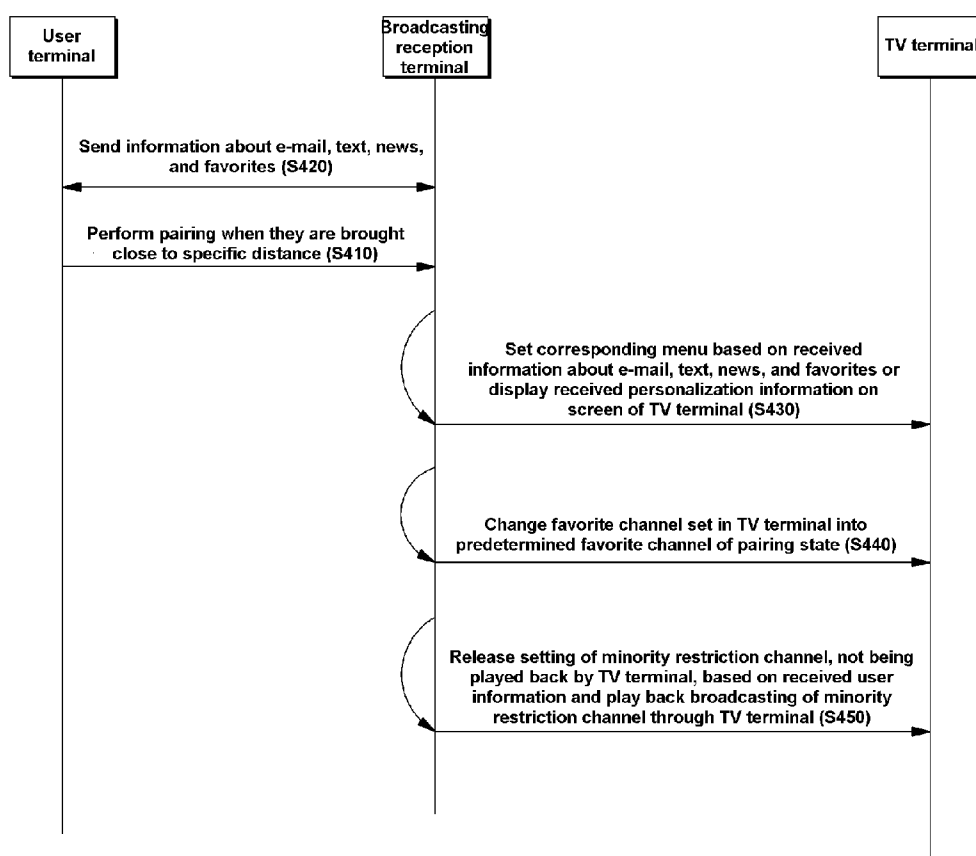 User
terminal
Broadcasting
reception
terminal
TV terminal
Send information about e-mail, text, news,
and favorites (S420)
Perform pairing when they are brought
close to specific distance (S410)
Set corresponding menu based on received
information about e-mail, text, news, and favorites or
display received personalization information on
screen of TV terminal (S430)
Change favorite channel set in TV terminal into
predetermined favorite channel of pairing state (S440)
Release setting of minority restriction channel, not being
played back by TV terminal, based on received user
information and play back broadcasting of minority
restriction channel through TV terminal (S450)